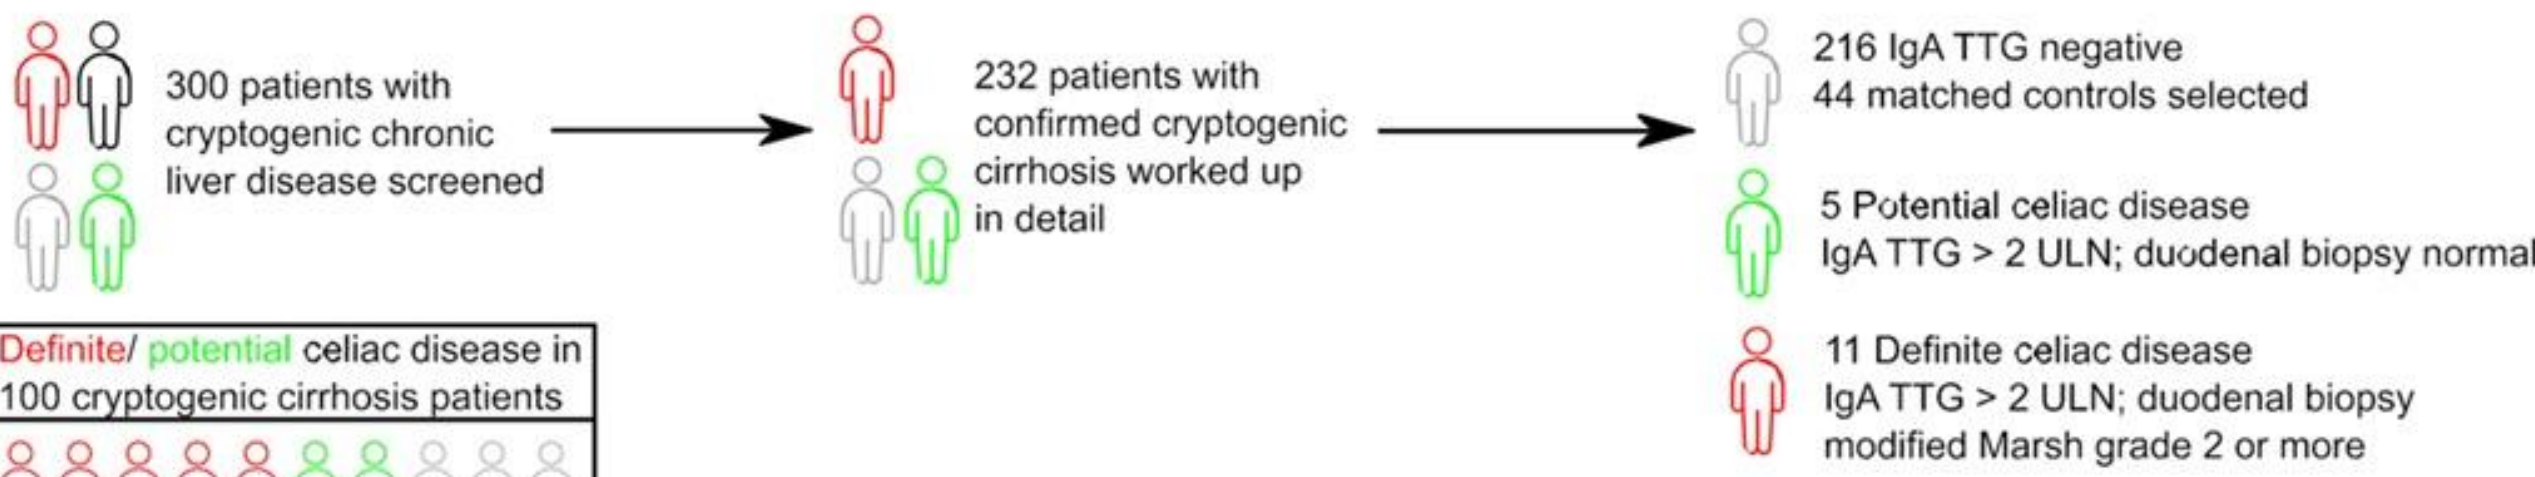 300 patients with
cryptogenic chronic
liver disease screened
232 patients with
confirmed cryptogenic
cirrhosis worked up
in detail
216 IgA TTG negative
44 matched controls selected
5 Potential celiac disease
IgA TTG > 2 ULN; duodenal biopsy normal
11 Definite celiac disease
IgA TTG > 2 ULN; duodenal biopsy
modified Marsh grade 2 or more
Definite/ potential celiac disease in
100 cryptogenic cirrhosis patients